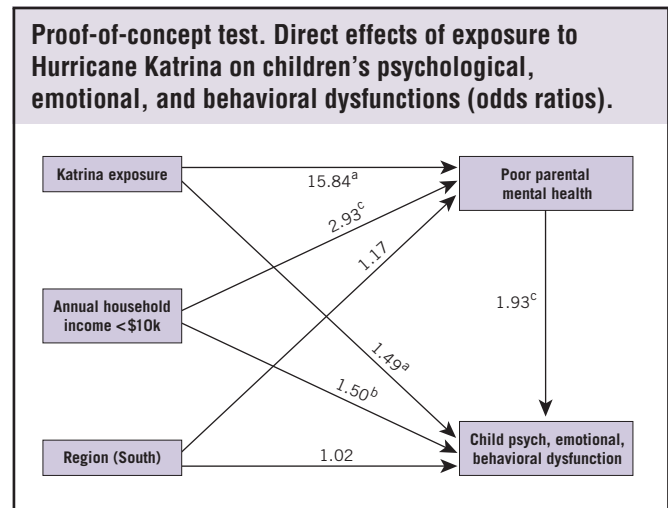 Proof-of-concept test. Direct effects of exposure to
Hurricane Katrina on children's psychological,
emotional, and behavioral dysfunctions (odds ratios).
Katrina exposure
15.84ᵃ
Poor parental
mental health
2.93ᶜ
1.17
Annual household
income <$10k
1.93ᶜ
1.49ᵃ
1.50ᵇ
Region (South)
1.02
Child psych, emotional,
behavioral dysfunction